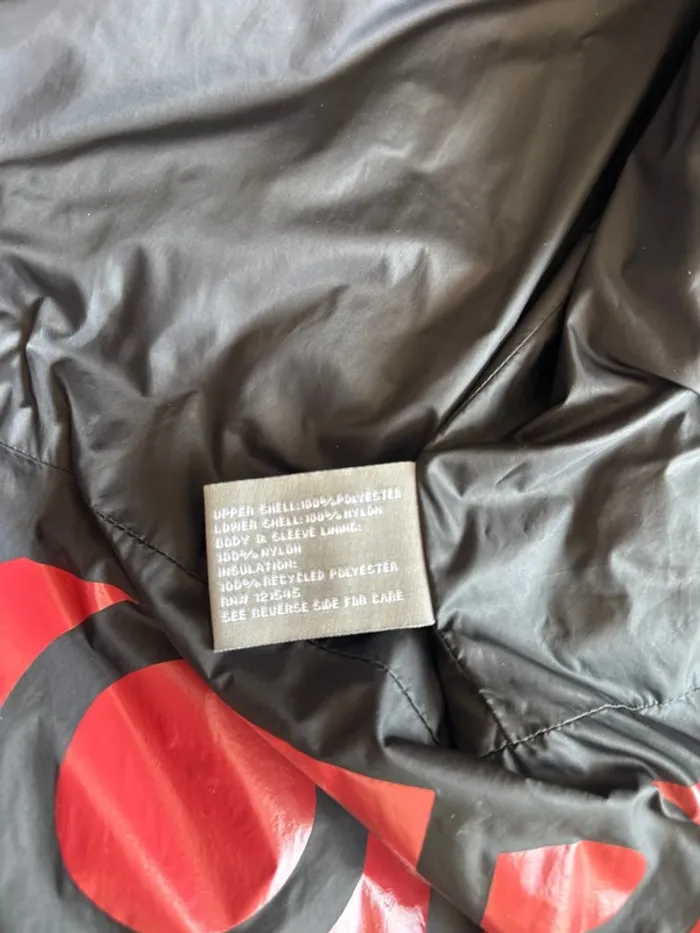 UPPER SHELL:100% POLYESTER
LOWER SHELL:100% NYLON
BODY & SLEEVE LINING:
100% NYLON
INSULATION:
100% RECYCLED POLYESTER
RN# 121545
SEE REVERSE SIDE FOR CARE